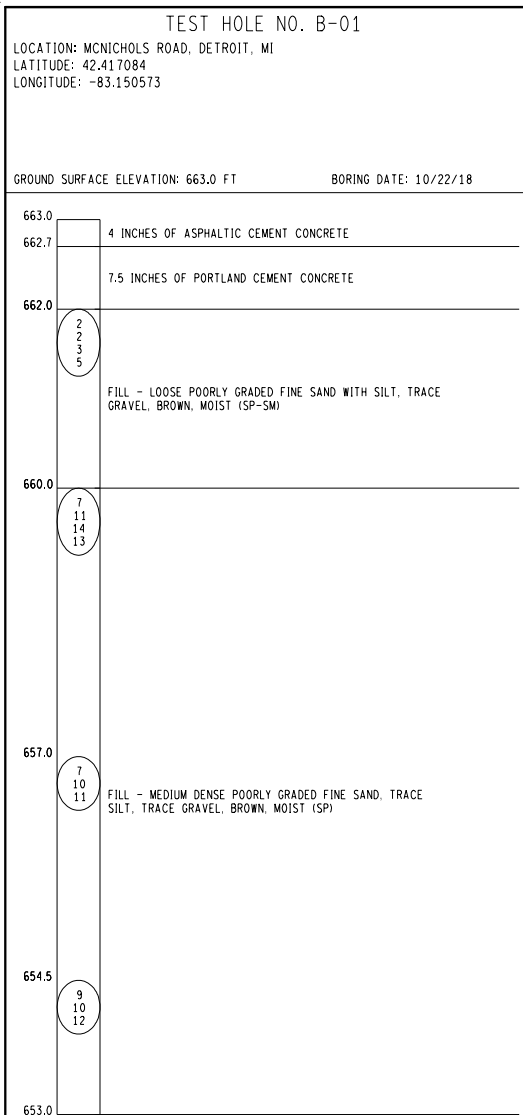 TEST HOLE NO. B-01
LOCATION: MCNICHOLS ROAD, DETROIT, MI
LATITUDE: 42.417084
LONGITUDE: -83.150573
GROUND SURFACE ELEVATION: 663.0 FT BORING DATE: 10/22/18
663.0
4 INCHES OF ASPHALTIC CEMENT CONCRETE
662.7
7.5 INCHES OF PORTLAND CEMENT CONCRETE
662.0
2
2
3
5
FILL - LOOSE POORLY GRADED FINE SAND WITH SILT, TRACE
GRAVEL, BROWN, MOIST (SP-SM)
660.0
7
11
14
13
657.0
7
10
11
FILL - MEDIUM DENSE POORLY GRADED FINE SAND, TRACE
SILT, TRACE GRAVEL, BROWN, MOIST (SP)
654.5
9
10
12
653.0